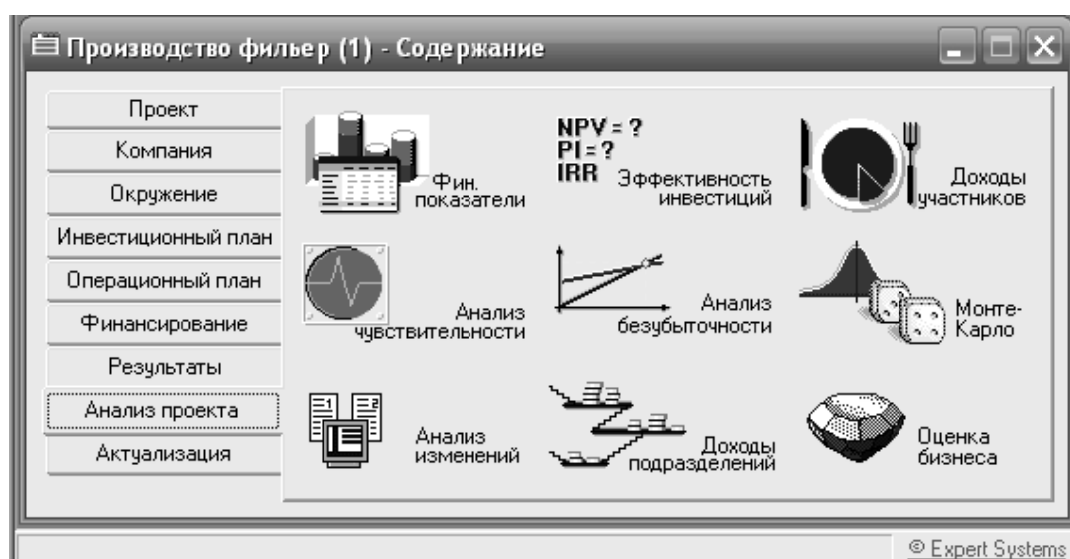 Производство фильер (1) - Содержание
Проект
Компания
Окружение
Инвестиционный план
Операционный план
Финансирование
Результаты
Анализ проекта
Актуализация
Фин.
показатели
NPV = ?
PI = ?
IRR
Эффективность
инвестиций
Доходы
участников
Анализ
чувствительности
Анализ
безубыточности
Монте-
Карло
1 2
Анализ
изменений
Доходы
подразделений
Оценка
бизнеса
© Expert Systems